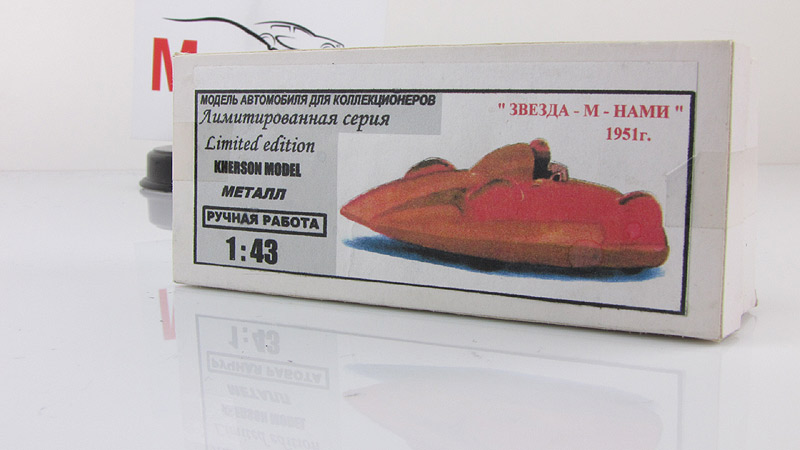 М
МОДЕЛЬ АВТОМОБИЛЯ ДЛЯ КОЛЛЕКЦИОНЕРОВ
Лимитированная серия
Limited edition
KHERSON MODEL
МЕТАЛЛ
РУЧНАЯ РАБОТА
1:43
" ЗВЕЗДА - М - НАМИ "
1951г.